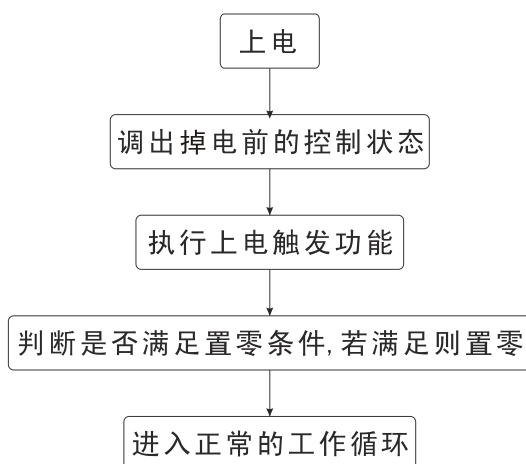 上电
调出掉电前的控制状态
执行上电触发功能
判断是否满足置零条件,若满足则置零
进入正常的工作循环